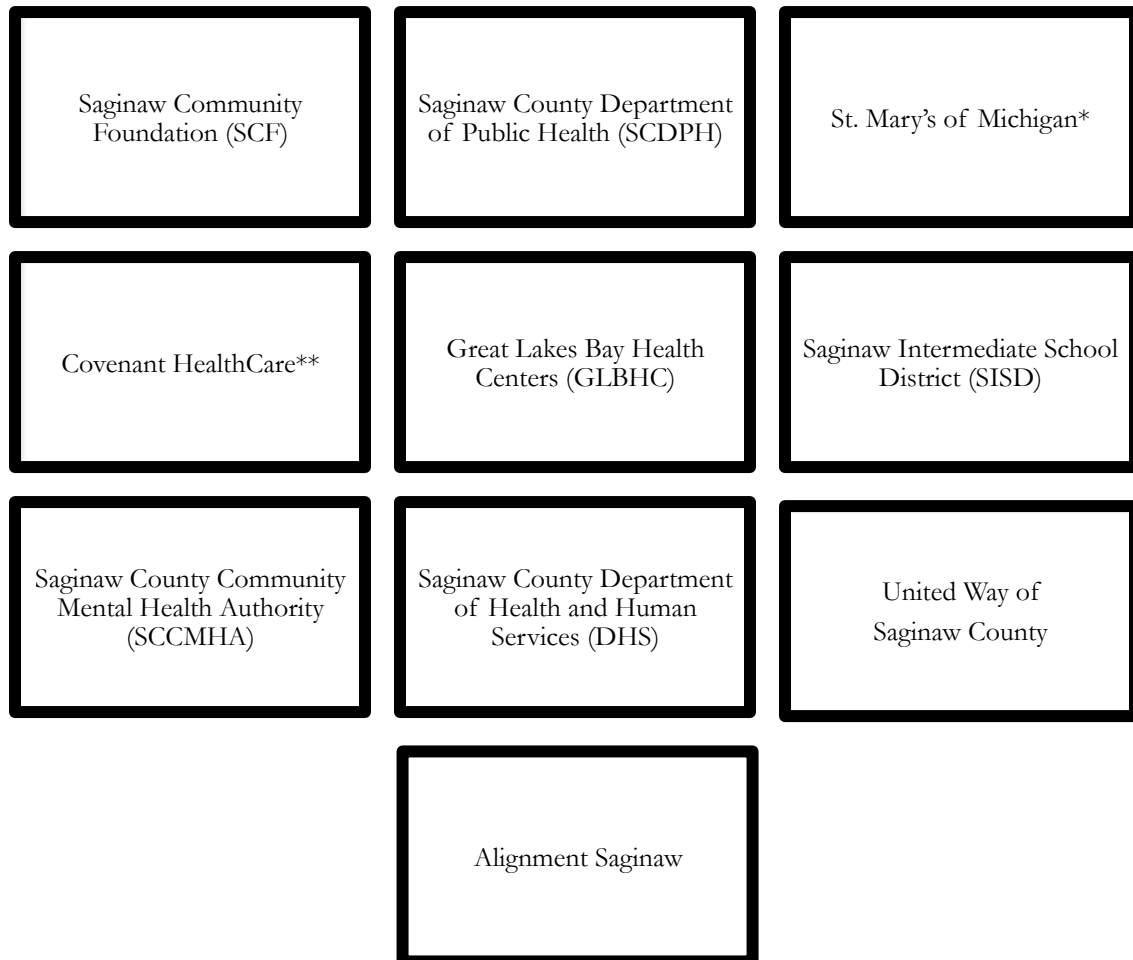 Saginaw Community
Foundation (SCF)
Saginaw County Department
of Public Health (SCDPH)
St. Mary’s of Michigan*
Covenant HealthCare**
Great Lakes Bay Health
Centers (GLBHC)
Saginaw Intermediate School
District (SISD)
Saginaw County Community
Mental Health Authority
(SCCMHA)
Saginaw County Department
of Health and Human
Services (DHS)
United Way of
Saginaw County
Alignment Saginaw